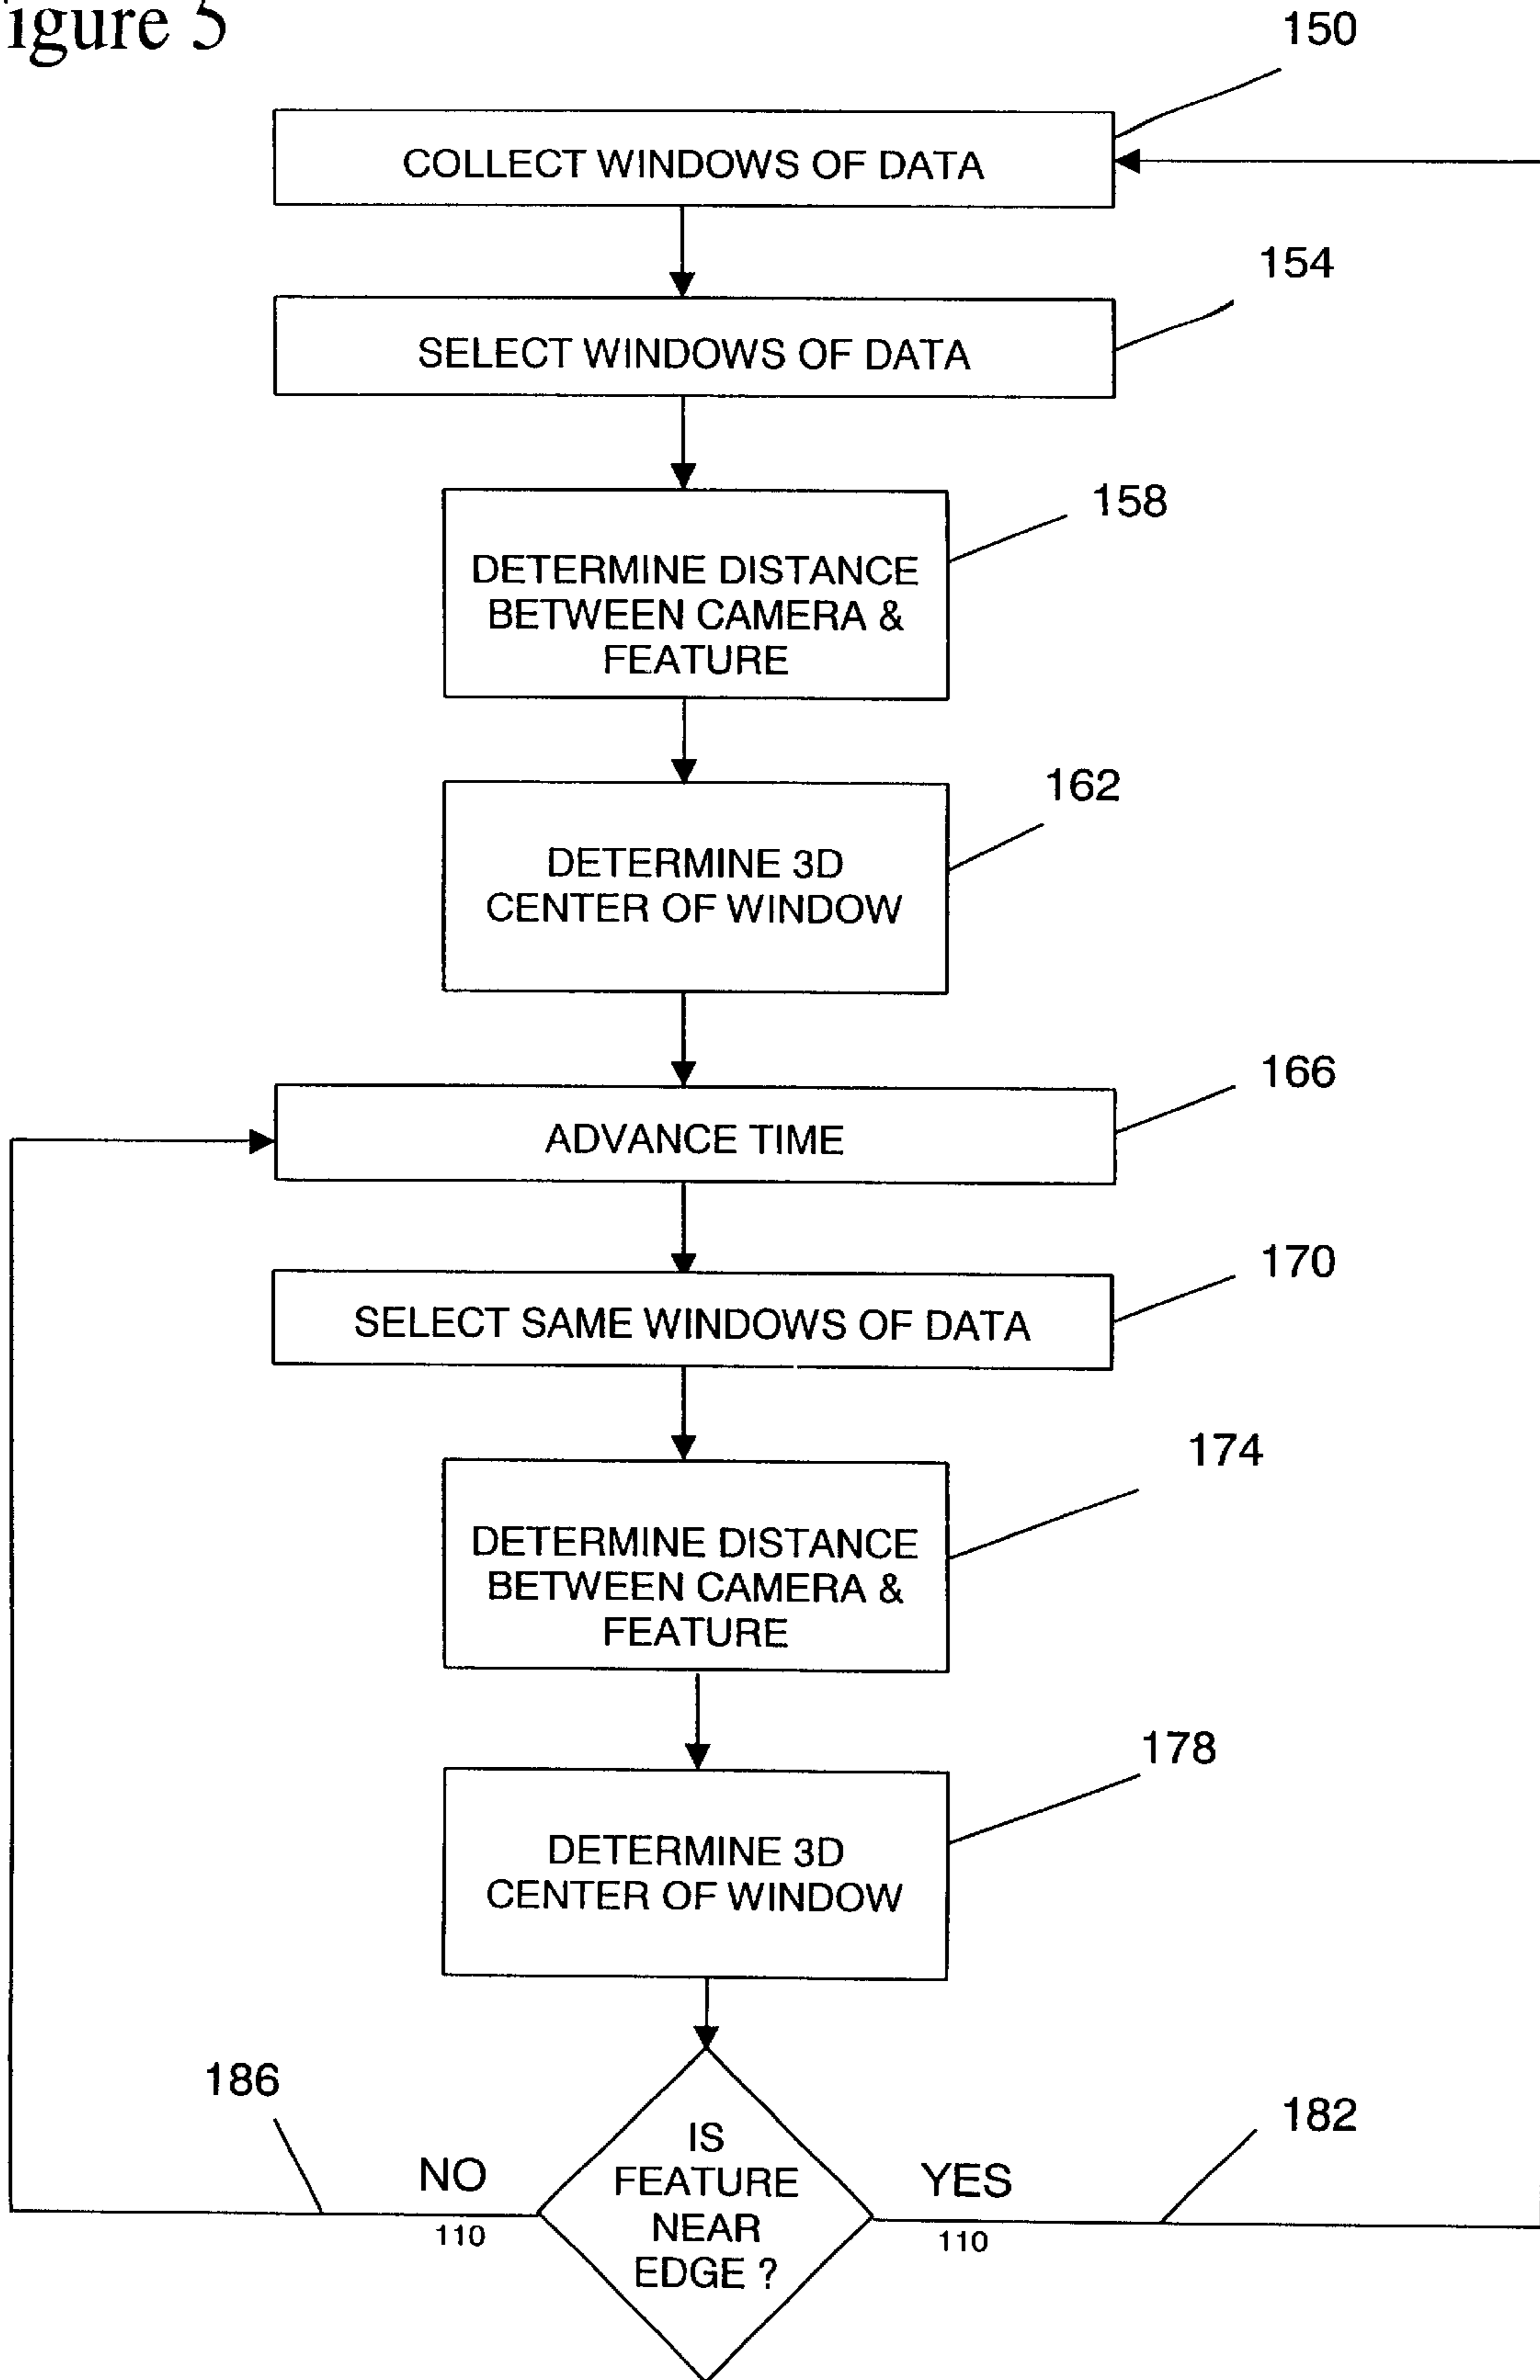 igure 5
150
COLLECT WINDOWS OF DATA
154
SELECT WINDOWS OF DATA
158
DETERMINE DISTANCE
BETWEEN CAMERA &
FEATURE
162
DETERMINE 3D
CENTER OF WINDOW
166
ADVANCE TIME
170
SELECT SAME WINDOWS OF DATA
174
DETERMINE DISTANCE
BETWEEN CAMERA &
FEATURE
178
DETERMINE 3D
CENTER OF WINDOW
186
182
NO
110
IS
FEATURE
NEAR
EDGE ?
YES
110